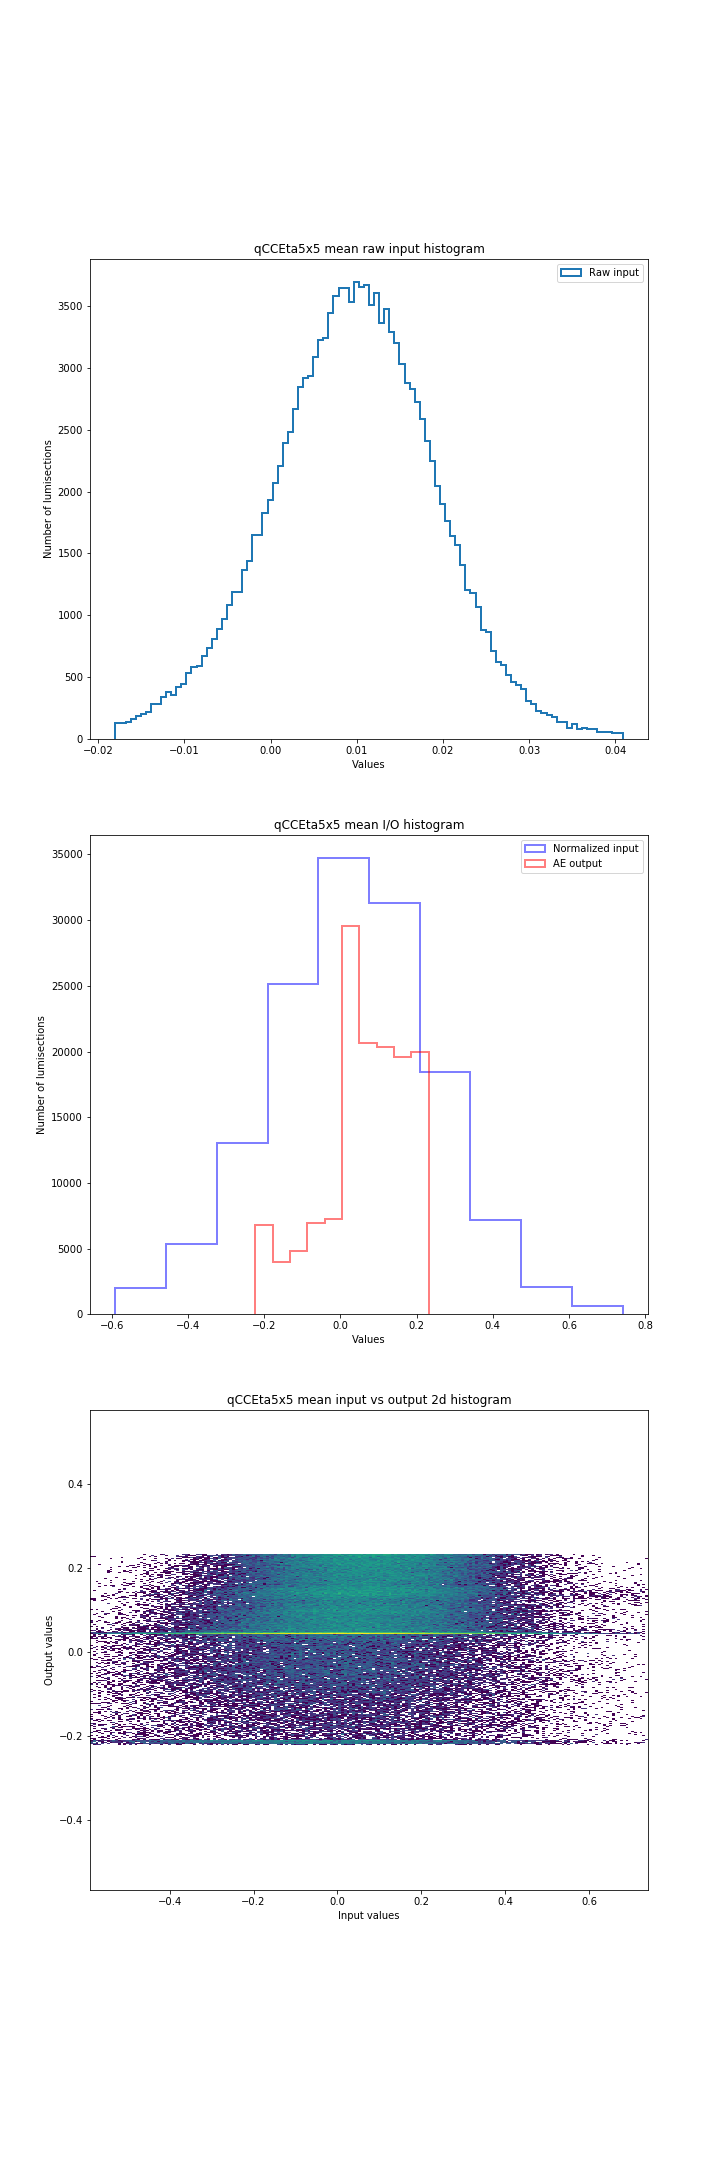 qCCEta5x5 mean raw input histogram
Raw input
3500
3000
2500
2000
1500
1000
500
0
Number of lumisections
−0.02 −0.01 0.00 0.01 0.02 0.03 0.04
Values
qCCEta5x5 mean I/O histogram
Normalized input
AE output
35000
30000
25000
20000
15000
10000
5000
0
Number of lumisections
−0.6 −0.4 −0.2 0.0 0.2 0.4 0.6 0.8
Values
qCCEta5x5 mean input vs output 2d histogram
0.4
0.2
0.0
−0.2
−0.4
Output values
−0.4 −0.2 0.0 0.2 0.4 0.6
Input values